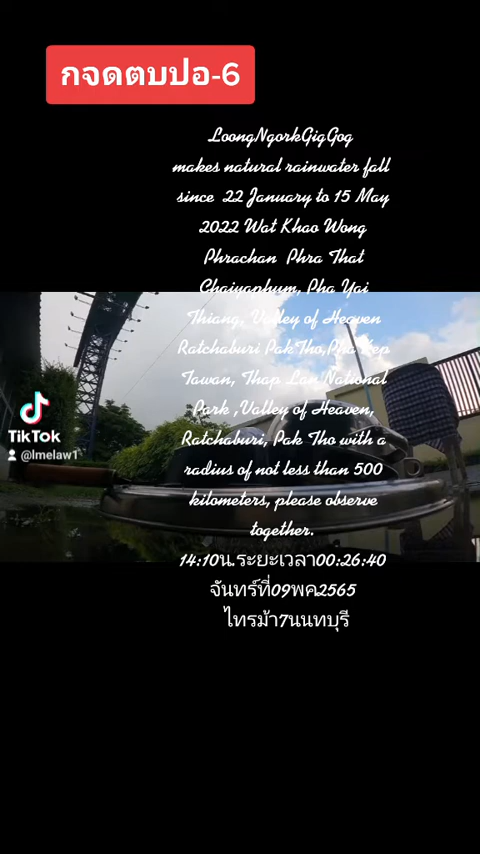 กจดตบปอ-6
LoongNgorkGigGog
makes natural rainwater fall
since 22 January to 15 May
2022 Wat Khao Wong
Phrachan Phra That
Chaiyaphum, Pha Yai
Thiang, Valley of Heaven
Ratchaburi Pak Tho,Pha Hep
Tawan, Thap Lan National
Park ,Valley of Heaven,
Ratchaburi, Pak Tho with a
radius of not less than 500
kilometers, please observe
together.
14:10น.ระยะเวลา00:26:40
จันทร์ที่09พค2565
ไทรม้า7นนทบุรี
TikTok
@lmelaw1